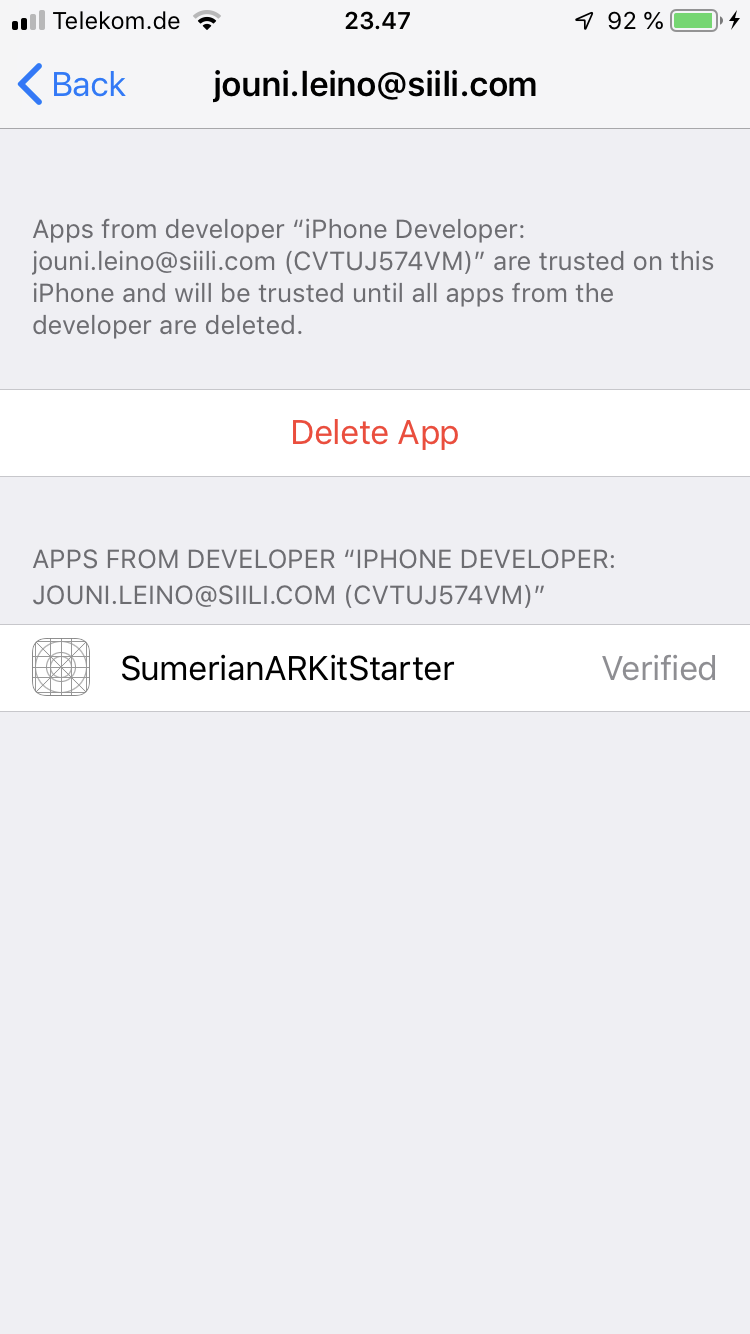 Telekom.de 23.47 92 %
Back jouni.leino@siili.com
Apps from developer “iPhone Developer:
jouni.leino@siili.com (CVTUJ574VM)” are trusted on this
iPhone and will be trusted until all apps from the
developer are deleted.
Delete App
APPS FROM DEVELOPER “IPHONE DEVELOPER:
JOUNI.LEINO@SIILI.COM (CVTUJ574VM)”
SumerianARKitStarter Verified